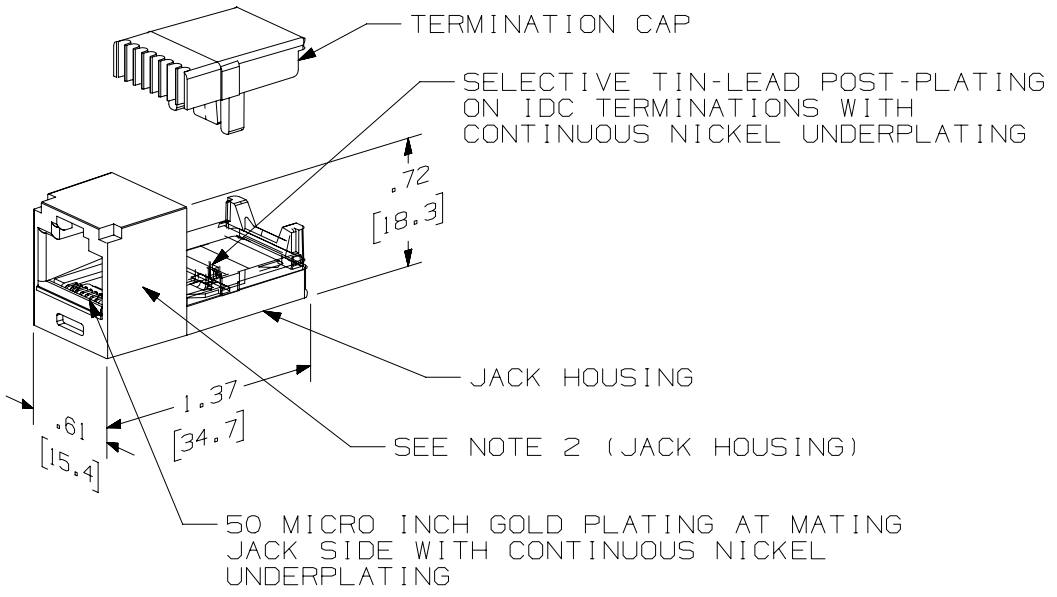 TERMINATION CAP
SELECTIVE TIN-LEAD POST-PLATING
ON IDC TERMINATIONS WITH
CONTINUOUS NICKEL UNDERPLATING
.72
[18.3]
JACK HOUSING
1.37
[34.7]
.61
[15.4]
SEE NOTE 2 (JACK HOUSING)
50 MICRO INCH GOLD PLATING AT MATING
JACK SIDE WITH CONTINUOUS NICKEL
UNDERPLATING